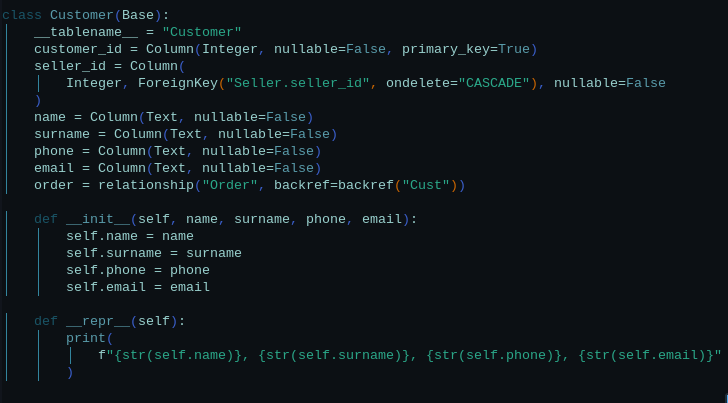 class Customer(Base):
    __tablename__ = "Customer"
    customer_id = Column(Integer, nullable=False, primary_key=True)
    seller_id = Column(
        Integer, ForeignKey("Seller.seller_id", ondelete="CASCADE"), nullable=False
    )
    name = Column(Text, nullable=False)
    surname = Column(Text, nullable=False)
    phone = Column(Text, nullable=False)
    email = Column(Text, nullable=False)
    order = relationship("Order", backref=backref("Cust"))

    def __init__(self, name, surname, phone, email):
        self.name = name
        self.surname = surname
        self.phone = phone
        self.email = email

    def __repr__(self):
        print(
            f"{str(self.name)}, {str(self.surname)}, {str(self.phone)}, {str(self.email)}"
        )